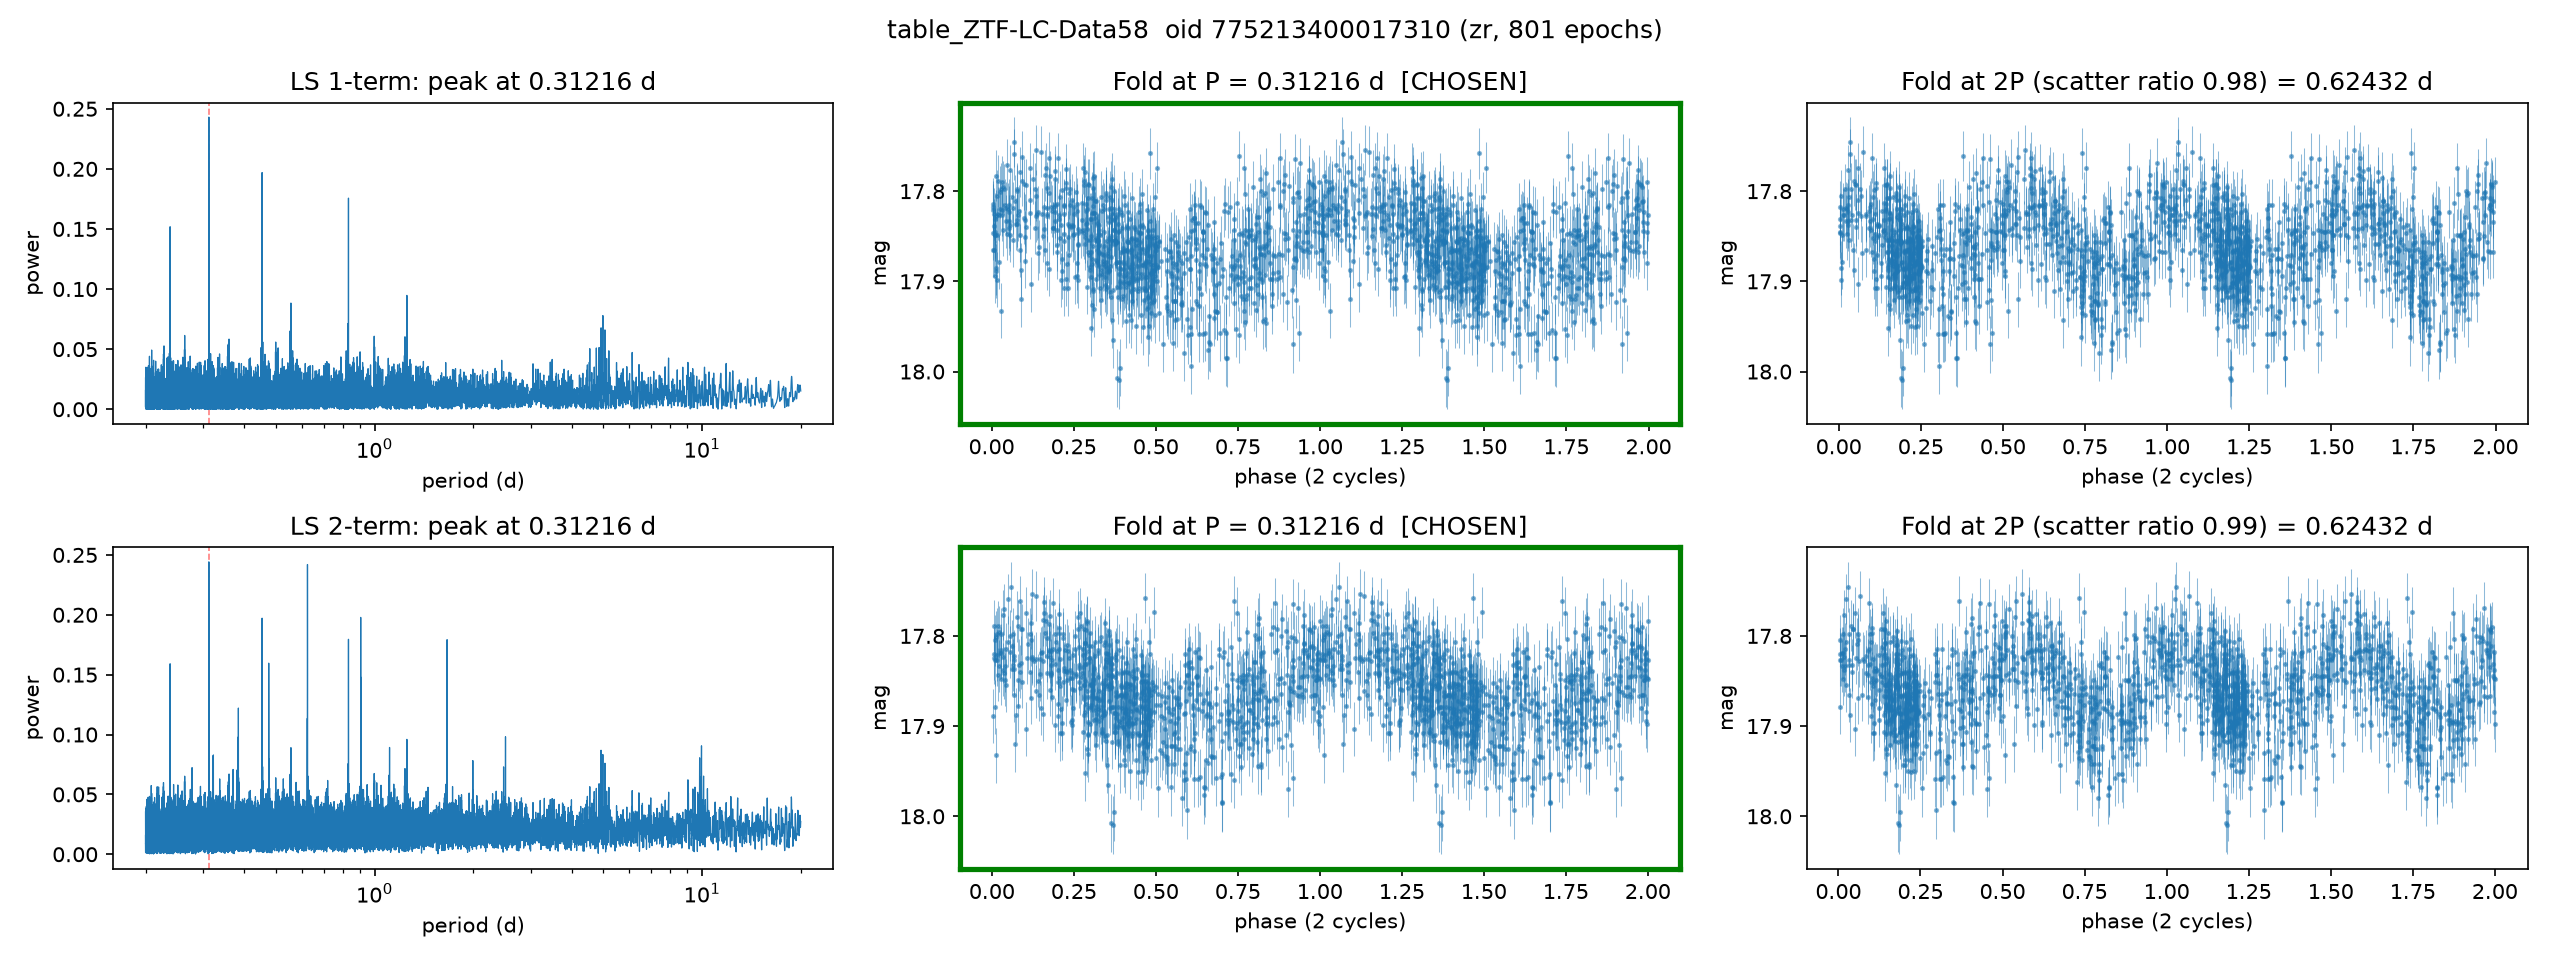 table_ZTF-LC-Data58  oid 775213400017310 (zr, 801 epochs)
LS 1-term: peak at 0.31216 d
power
0.25
0.20
0.15
0.10
0.05
0.00
10⁰
10¹
period (d)
Fold at P = 0.31216 d  [CHOSEN]
mag
17.8
17.9
18.0
0.00 0.25 0.50 0.75 1.00 1.25 1.50 1.75 2.00
phase (2 cycles)
Fold at 2P (scatter ratio 0.98) = 0.62432 d
mag
17.8
17.9
18.0
0.00 0.25 0.50 0.75 1.00 1.25 1.50 1.75 2.00
phase (2 cycles)
LS 2-term: peak at 0.31216 d
power
0.25
0.20
0.15
0.10
0.05
0.00
10⁰
10¹
period (d)
Fold at P = 0.31216 d  [CHOSEN]
mag
17.8
17.9
18.0
0.00 0.25 0.50 0.75 1.00 1.25 1.50 1.75 2.00
phase (2 cycles)
Fold at 2P (scatter ratio 0.99) = 0.62432 d
mag
17.8
17.9
18.0
0.00 0.25 0.50 0.75 1.00 1.25 1.50 1.75 2.00
phase (2 cycles)